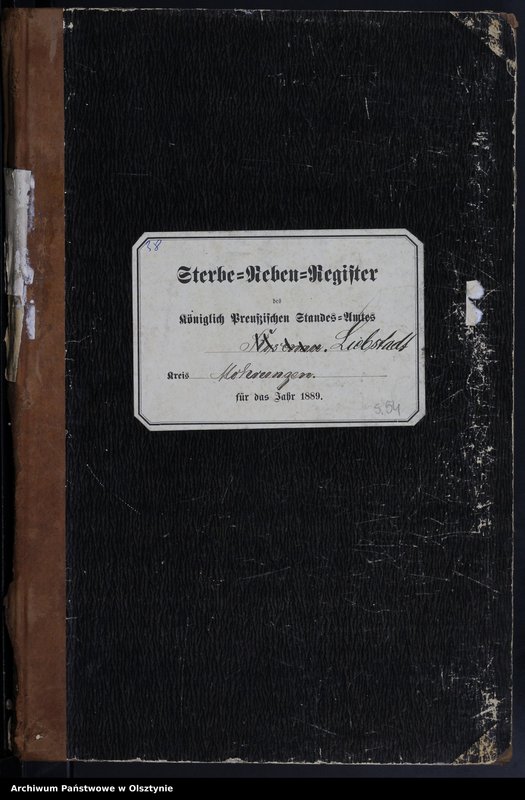 38
Sterbe=Neben=Register
des
Königlich Preußischen Standes=Amtes
Liebstadt
Kreis Mohrungen.
für das Jahr 1889.
S.54
Archiwum Państwowe w Olsztynie